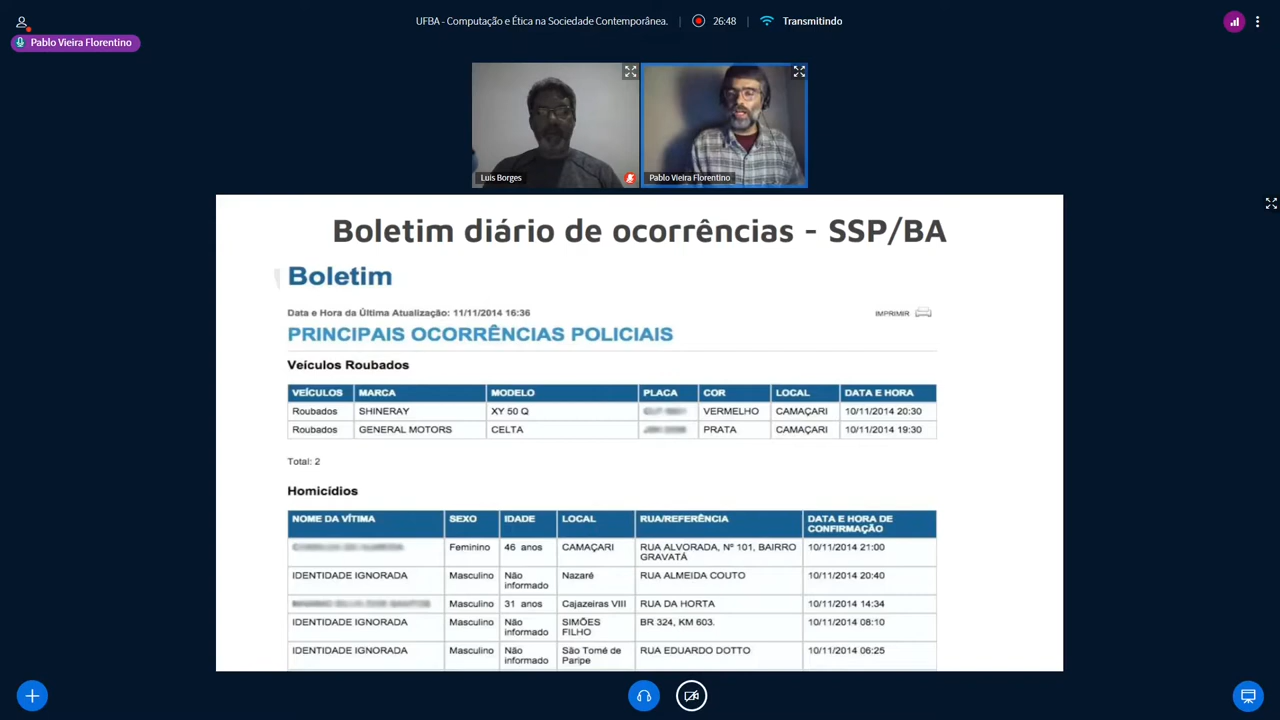 UFBA - Computação e Ética na Sociedade Contemporânea.
26:48
Transmitindo
Pablo Vieira Florentino
Luis Borges
Pablo Vieira Florentino
Boletim diário de ocorrências - SSP/BA
Boletim
Data e Hora da Última Atualização: 11/11/2014 16:36
IMPRIMIR
PRINCIPAIS OCORRÊNCIAS POLICIAIS
Veículos Roubados
VEÍCULOS MARCA MODELO PLACA COR LOCAL DATA E HORA
Roubados SHINERAY XY 50 Q VERMELHO CAMAÇARI 10/11/2014 20:30
Roubados GENERAL MOTORS CELTA PRATA CAMAÇARI 10/11/2014 19:30
Total: 2
Homicídios
NOME DA VÍTIMA SEXO IDADE LOCAL RUA/REFERÊNCIA DATA E HORA DE
CONFIRMAÇÃO
Feminino 46 anos CAMAÇARI RUA ALVORADA, Nº 101, BAIRRO 10/11/2014 21:00
GRAVATÁ
IDENTIDADE IGNORADA Masculino Não Nazaré RUA ALMEIDA COUTO 10/11/2014 20:40
informado
Masculino 31 anos Cajazeiras VIII RUA DA HORTA 10/11/2014 14:34
IDENTIDADE IGNORADA Masculino Não SIMÕES BR 324, KM 603. 10/11/2014 08:10
informado FILHO
IDENTIDADE IGNORADA Masculino Não São Tomé de RUA EDUARDO DOTTO 10/11/2014 06:25
informado Paripe